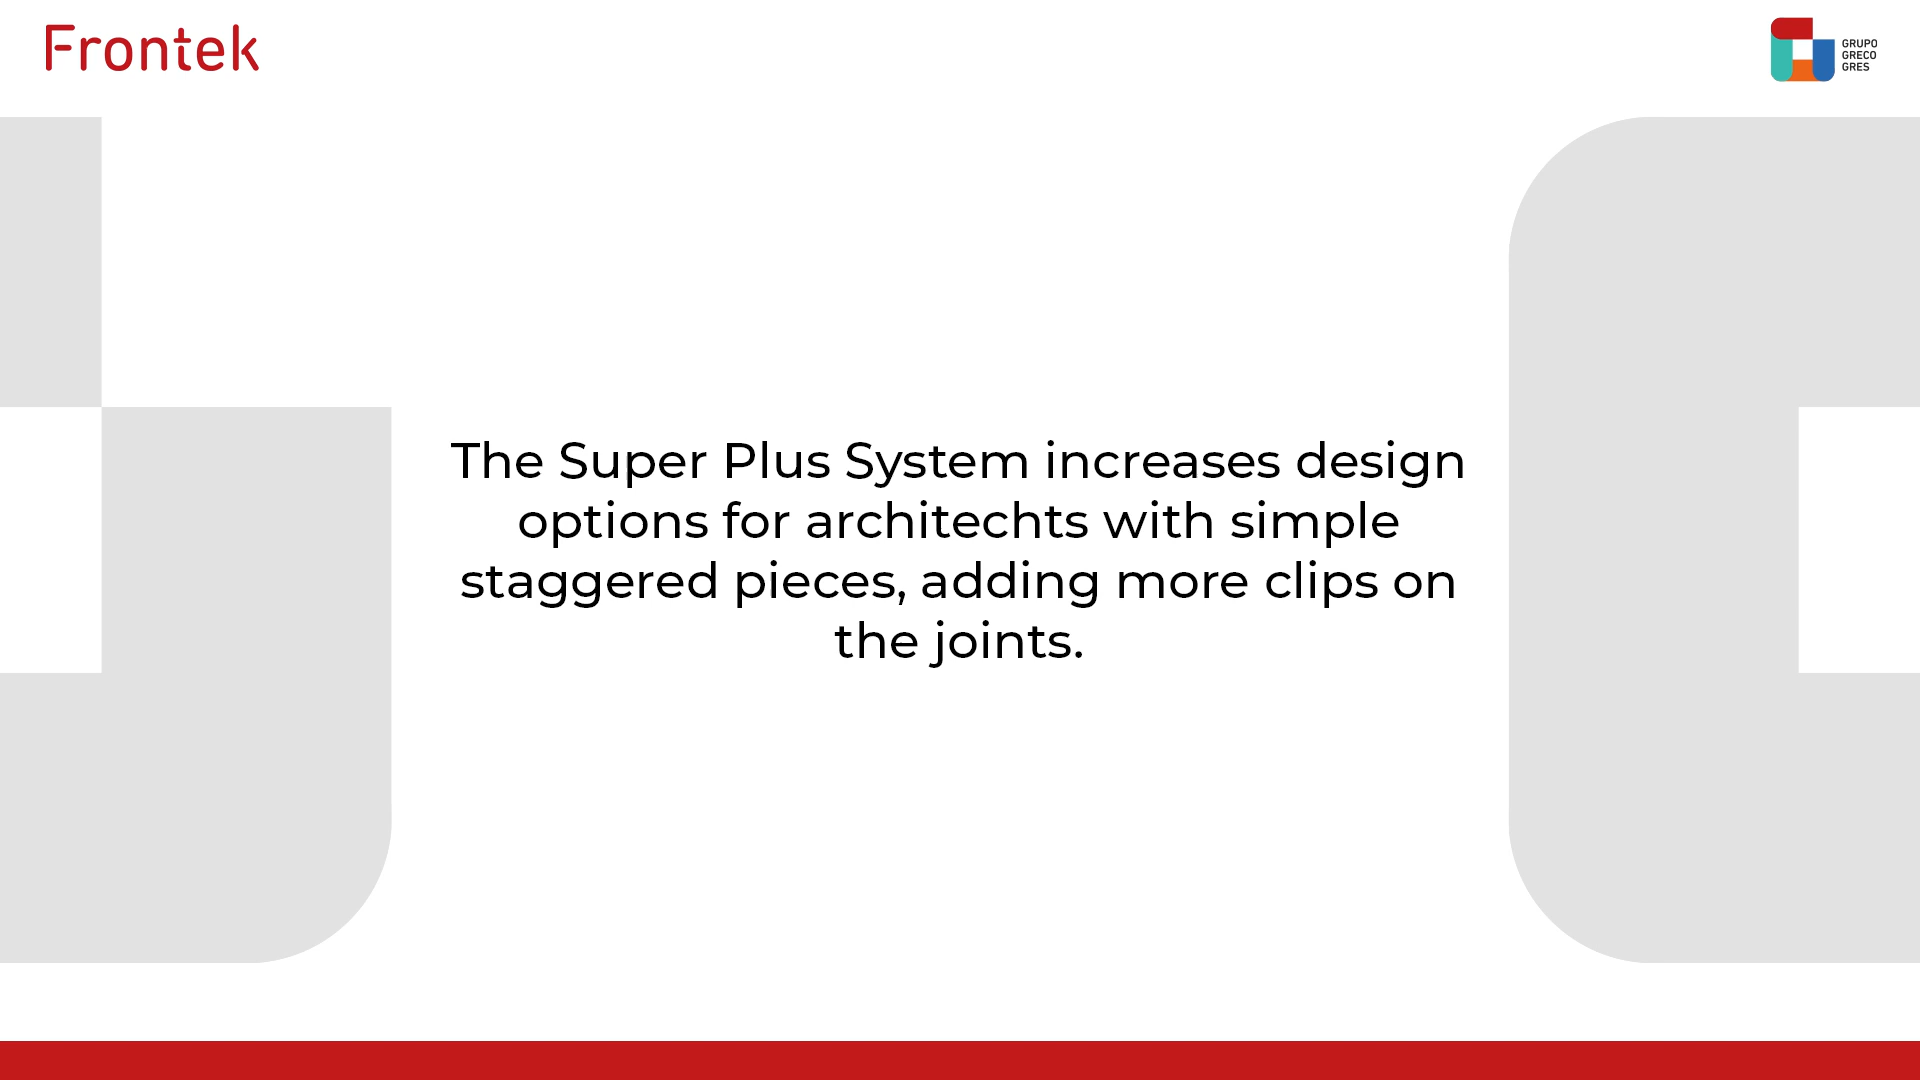 Frontek
GRUPO
GRECO
GRES
The Super Plus System increases design
options for architechts with simple
staggered pieces, adding more clips on
the joints.